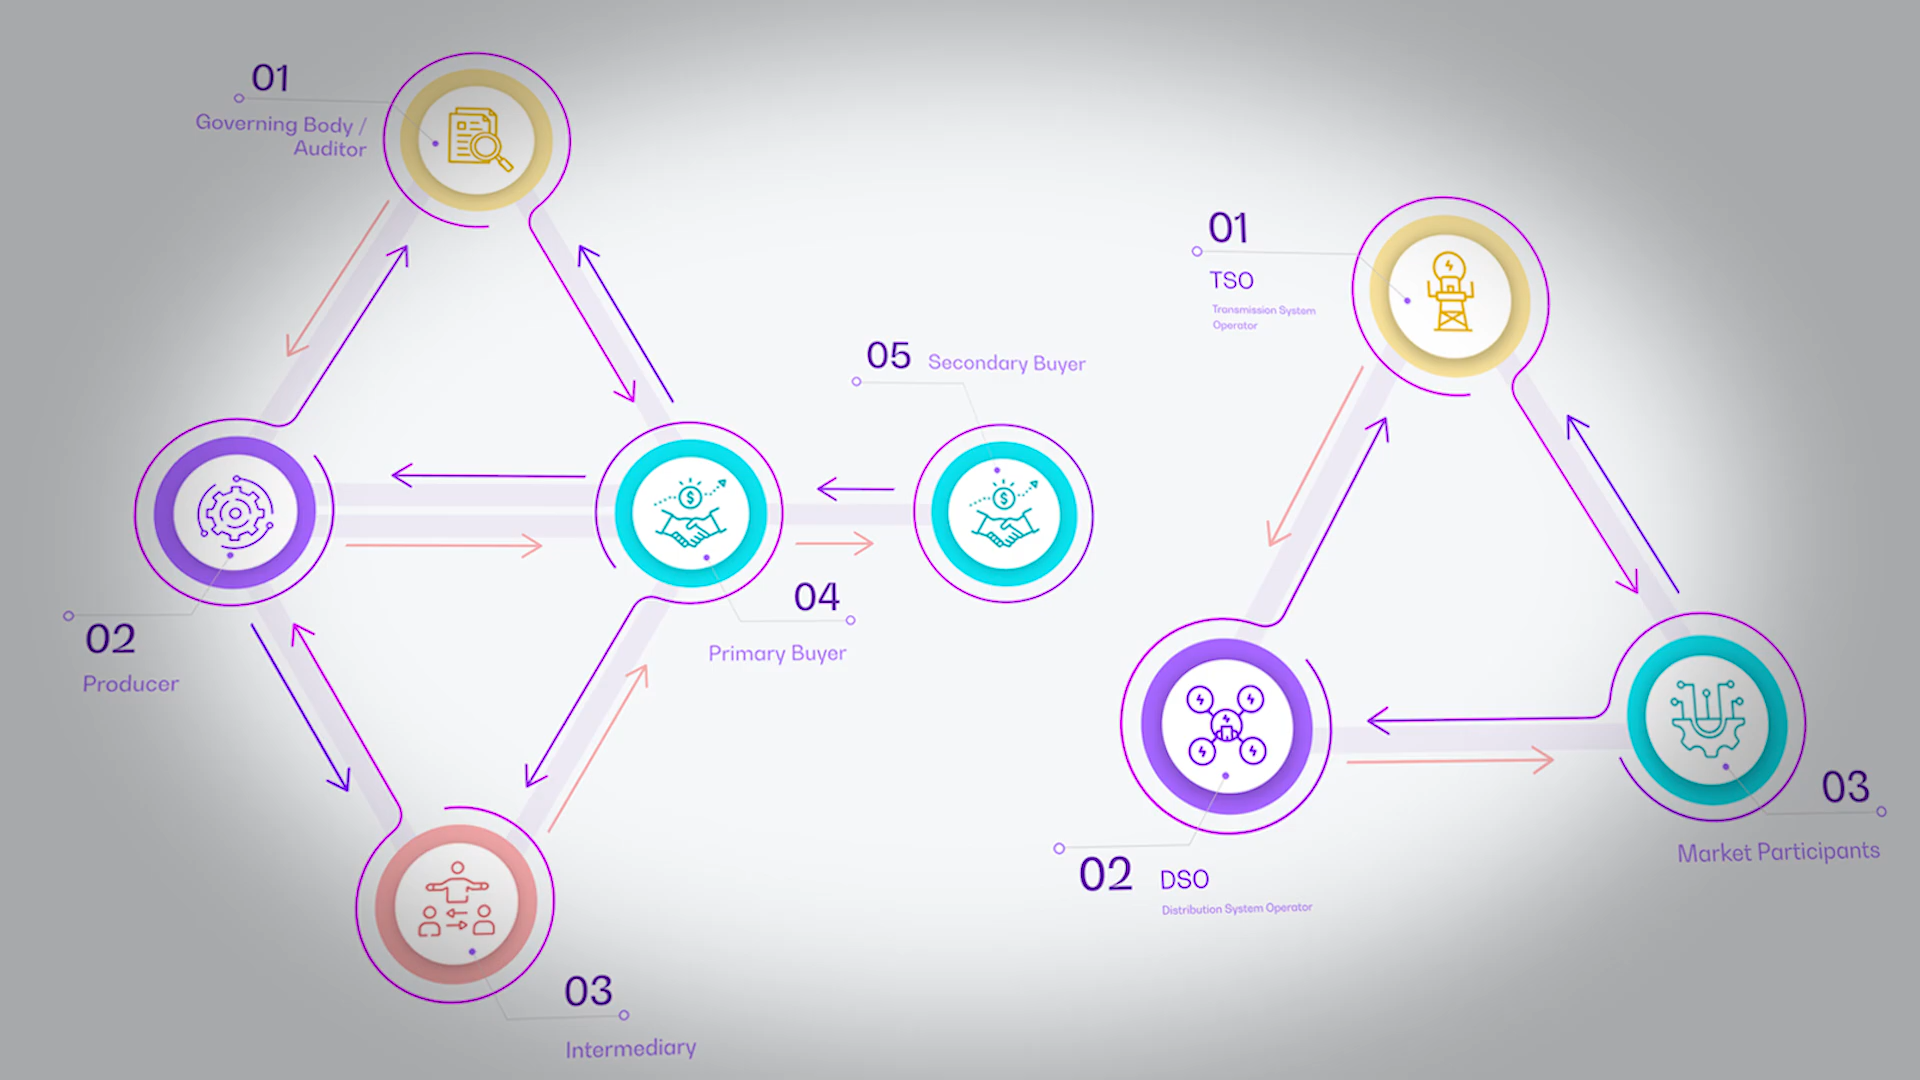 01
Governing Body /
Auditor
02
Producer
03
Intermediary
04
Primary Buyer
05 Secondary Buyer
01
TSO
Transmission System
Operator
02 DSO
Distribution System Operator
03
Market Participants